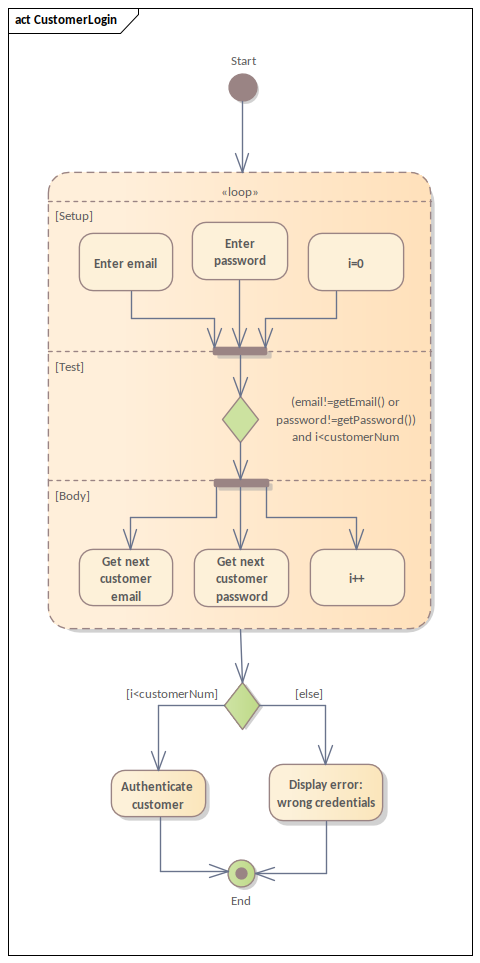 act CustomerLogin
Start
«loop»
[Setup]
Enter email
Enter
password
i=0
[Test]
(email!=getEmail() or
password!=getPassword())
and i<customerNum
[Body]
Get next
customer
email
Get next
customer
password
i++
[i<customerNum]
[else]
Authenticate
customer
Display error:
wrong credentials
End